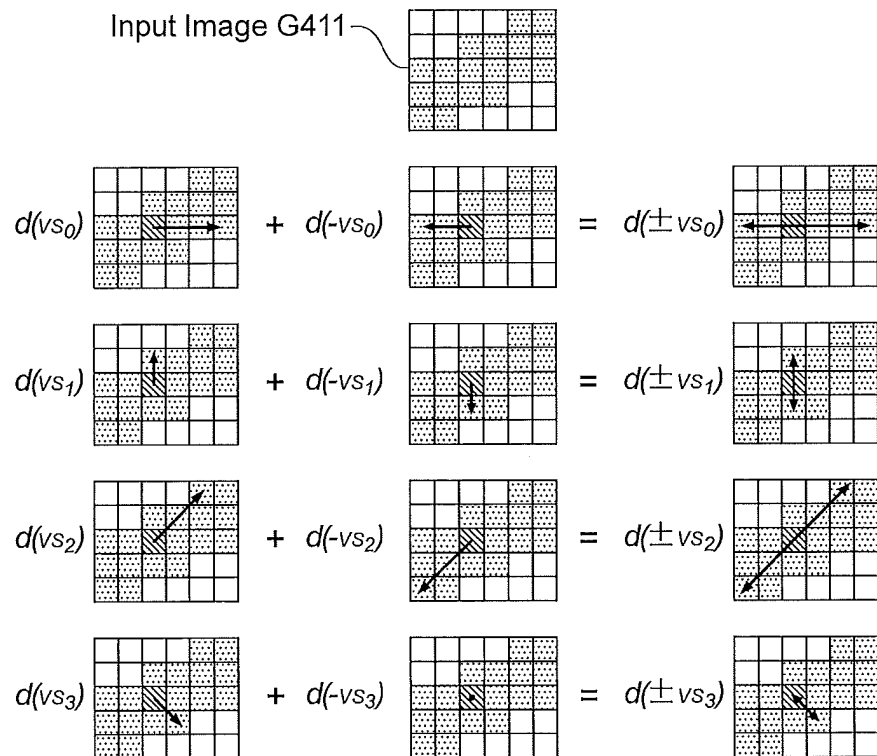 Input Image G411
d(vs₀) + d(-vs₀) = d(±vs₀)
d(vs₁) + d(-vs₁) = d(±vs₁)
d(vs₂) + d(-vs₂) = d(±vs₂)
d(vs₃) + d(-vs₃) = d(±vs₃)